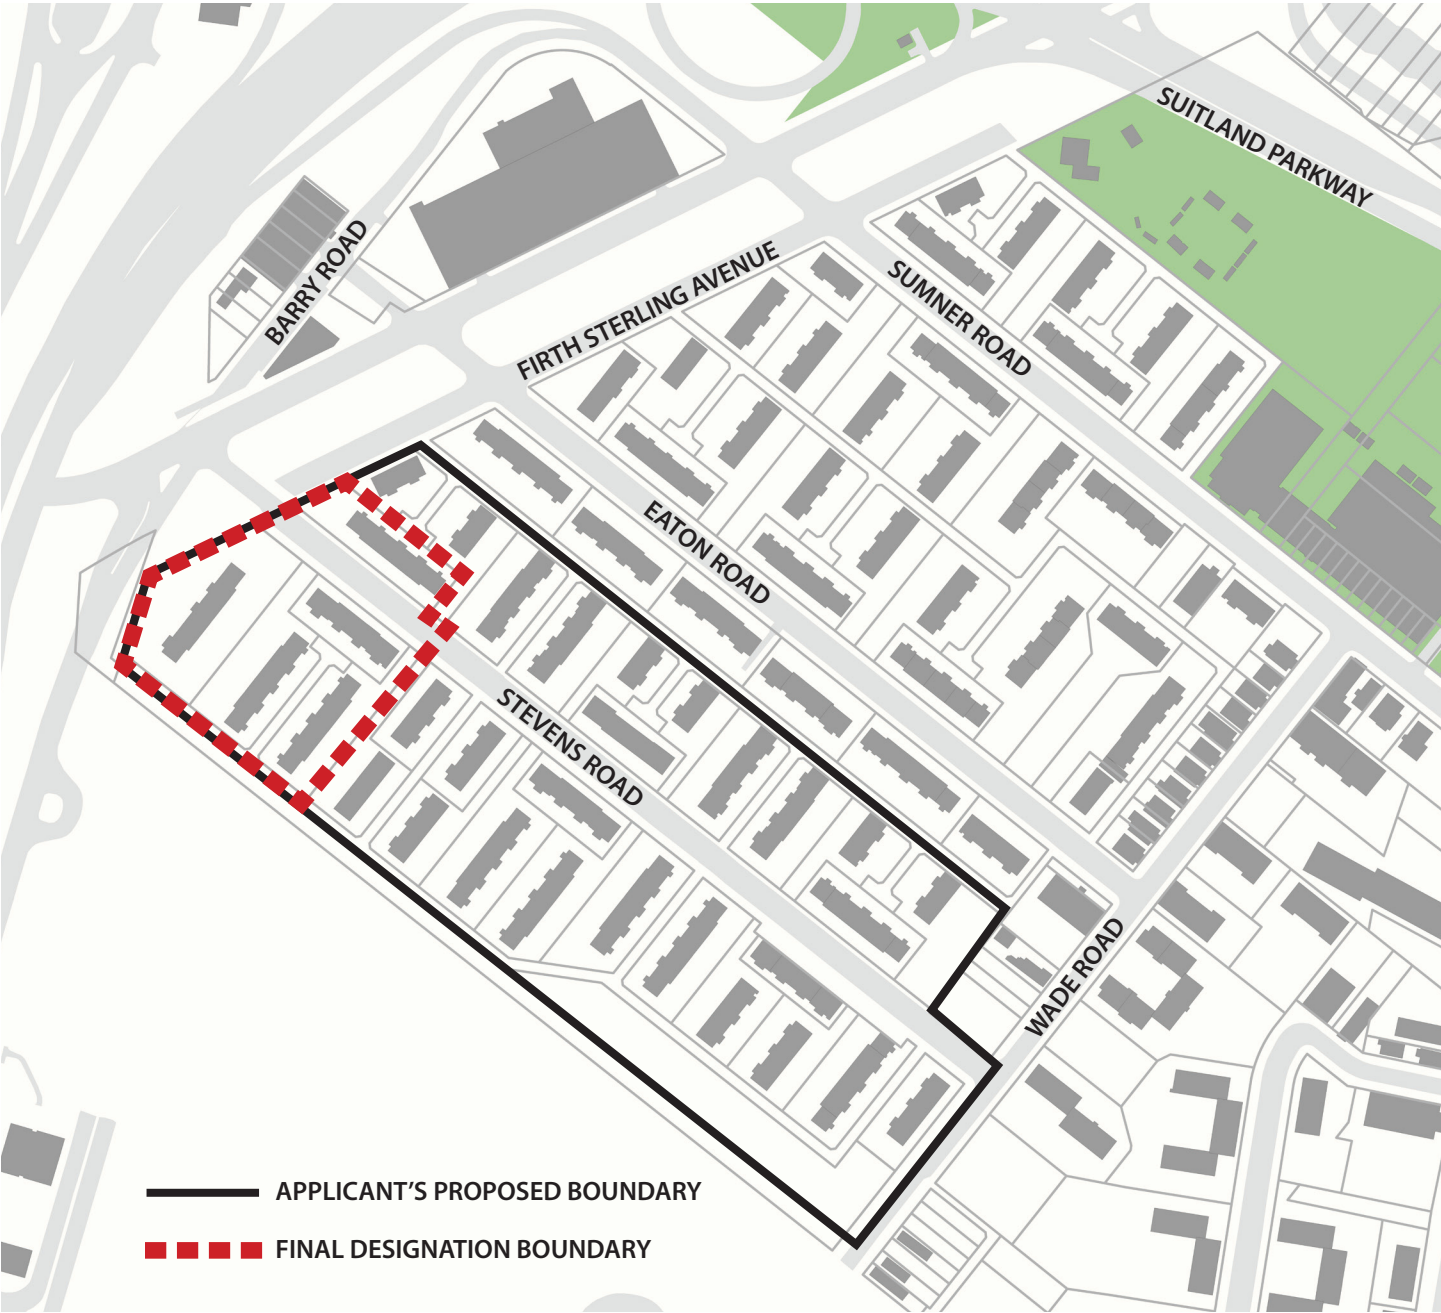 SUITLAND PARKWAY
BARRY ROAD
FIRTH STERLING AVENUE
SUMNER ROAD
EATON ROAD
STEVENS ROAD
WADE ROAD
APPLICANT'S PROPOSED BOUNDARY
FINAL DESIGNATION BOUNDARY